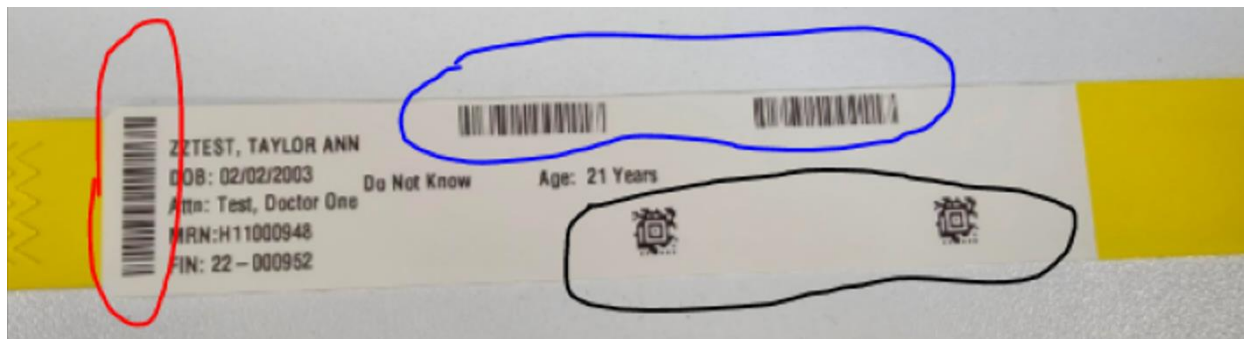 ZZTEST, TAYLOR ANN
DOB: 02/02/2003 Do Not Know Age: 21 Years
Attn: Test, Doctor One
MRN:H11000948
FIN: 22-000952